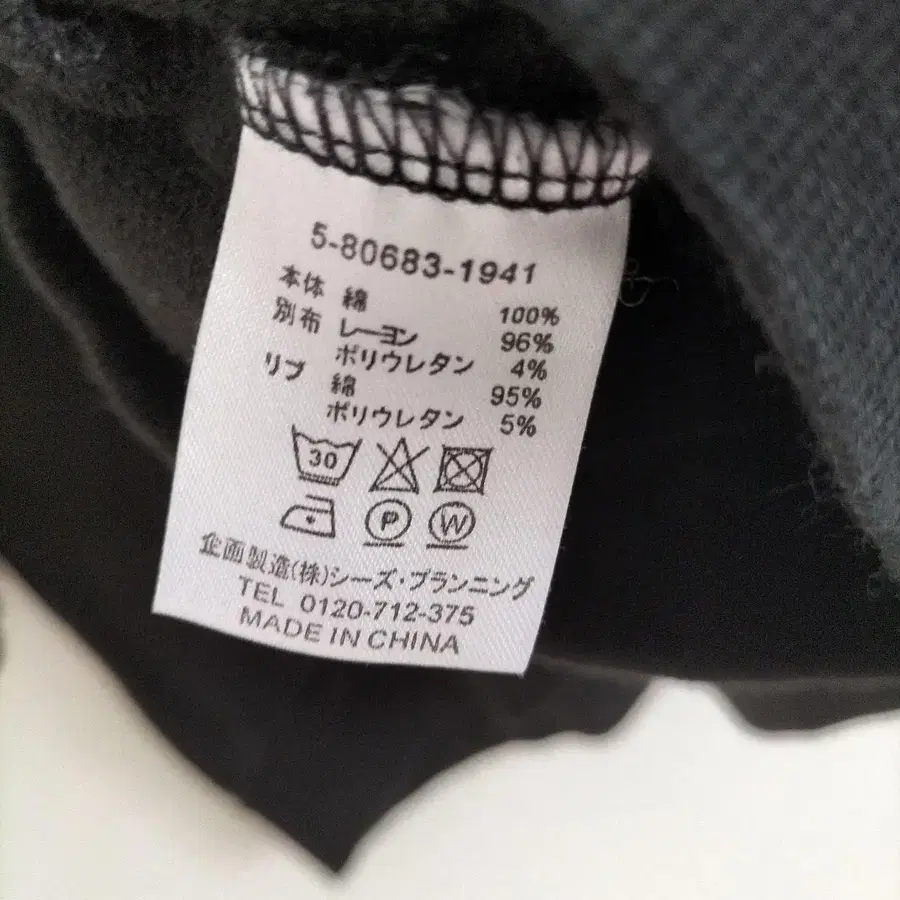 5-80683-1941
本体 綿 100%
別布 レーヨン 96%
ポリウレタン 4%
リブ 綿 95%
ポリウレタン 5%
30
P W
企画製造(株)シーズ・プランニング
TEL 0120-712-375
MADE IN CHINA